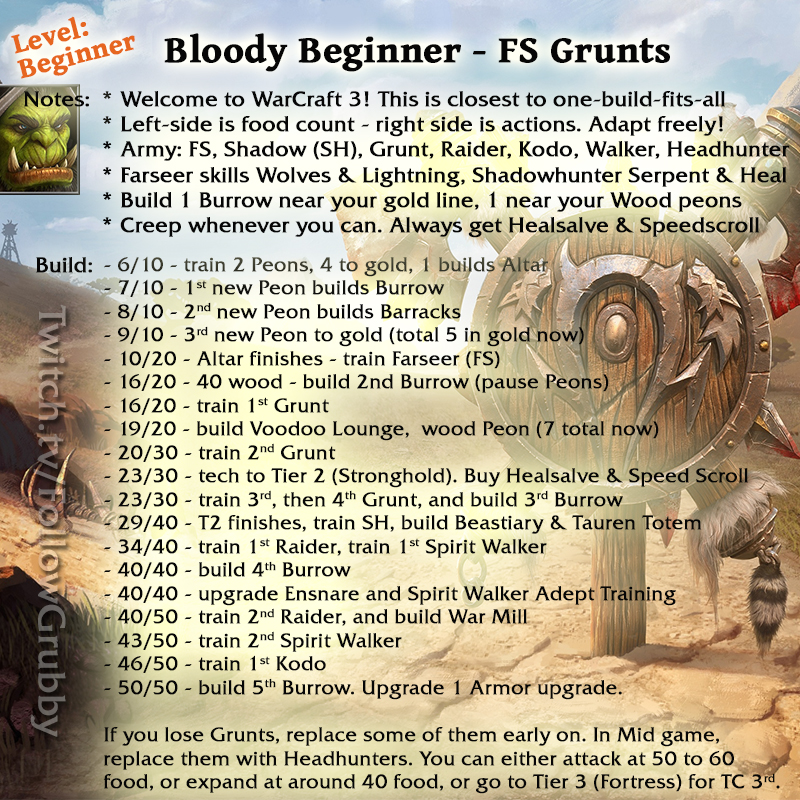 Level:
Beginner
Bloody Beginner - FS Grunts
Notes: * Welcome to WarCraft 3! This is closest to one-build-fits-all
* Left-side is food count - right side is actions. Adapt freely!
* Army: FS, Shadow (SH), Grunt, Raider, Kodo, Walker, Headhunter
* Farseer skills Wolves & Lightning, Shadowhunter Serpent & Heal
* Build 1 Burrow near your gold line, 1 near your Wood peons
* Creep whenever you can. Always get Healsalve & Speedscroll
Build: - 6/10 - train 2 Peons, 4 to gold, 1 builds Altar
- 7/10 - 1st new Peon builds Burrow
- 8/10 - 2nd new Peon builds Barracks
- 9/10 - 3rd new Peon to gold (total 5 in gold now)
- 10/20 - Altar finishes - train Farseer (FS)
- 16/20 - 40 wood - build 2nd Burrow (pause Peons)
- 16/20 - train 1st Grunt
- 19/20 - build Voodoo Lounge, wood Peon (7 total now)
- 20/30 - train 2nd Grunt
- 23/30 - tech to Tier 2 (Stronghold). Buy Healsalve & Speed Scroll
- 23/30 - train 3rd, then 4th Grunt, and build 3rd Burrow
- 29/40 - T2 finishes, train SH, build Beastiary & Tauren Totem
- 34/40 - train 1st Raider, train 1st Spirit Walker
- 40/40 - build 4th Burrow
- 40/40 - upgrade Ensnare and Spirit Walker Adept Training
- 40/50 - train 2nd Raider, and build War Mill
- 43/50 - train 2nd Spirit Walker
- 46/50 - train 1st Kodo
- 50/50 - build 5th Burrow. Upgrade 1 Armor upgrade.
If you lose Grunts, replace some of them early on. In Mid game,
replace them with Headhunters. You can either attack at 50 to 60
food, or expand at around 40 food, or go to Tier 3 (Fortress) for TC 3rd.
Twitch.tv/FollowGrubby